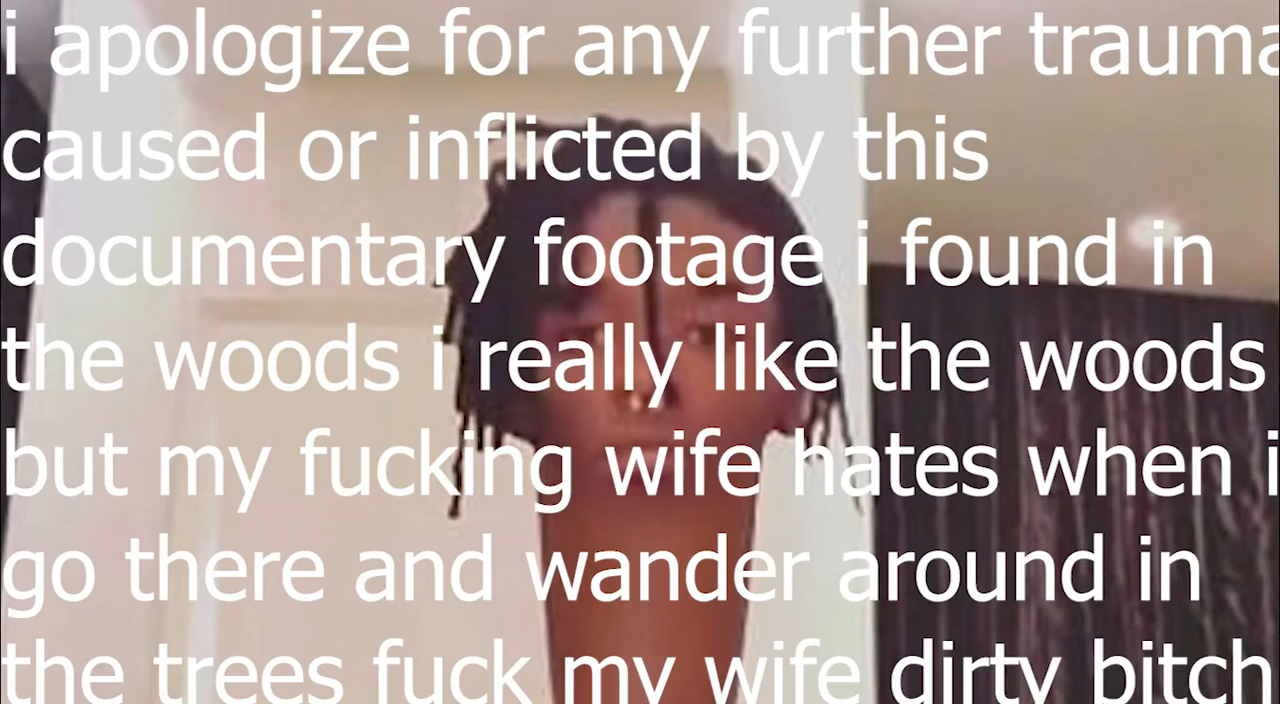 i apologize for any further trauma
caused or inflicted by this
documentary footage i found in
the woods i really like the woods
but my fucking wife hates when i
go there and wander around in
the trees fuck my wife dirty bitch